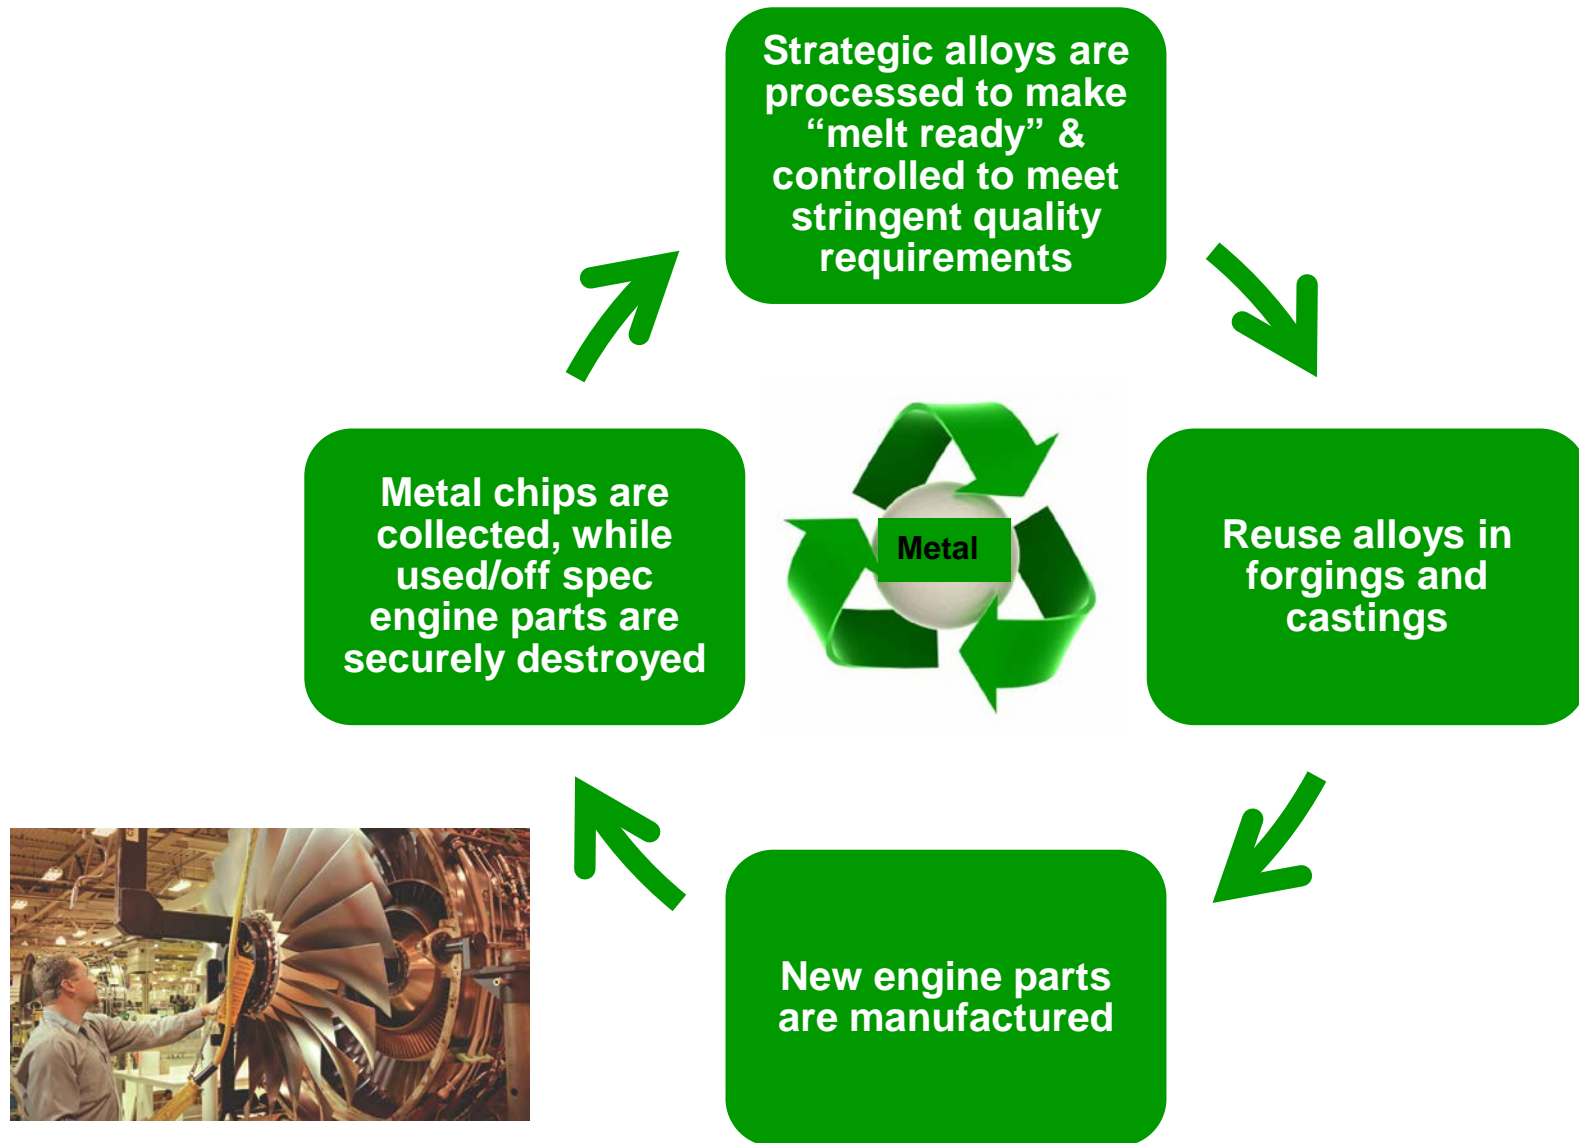 Strategic alloys are
processed to make
“melt ready” &
controlled to meet
stringent quality
requirements
Metal chips are
collected, while
used/off spec
engine parts are
securely destroyed
Metal
Reuse alloys in
forgings and
castings
New engine parts
are manufactured